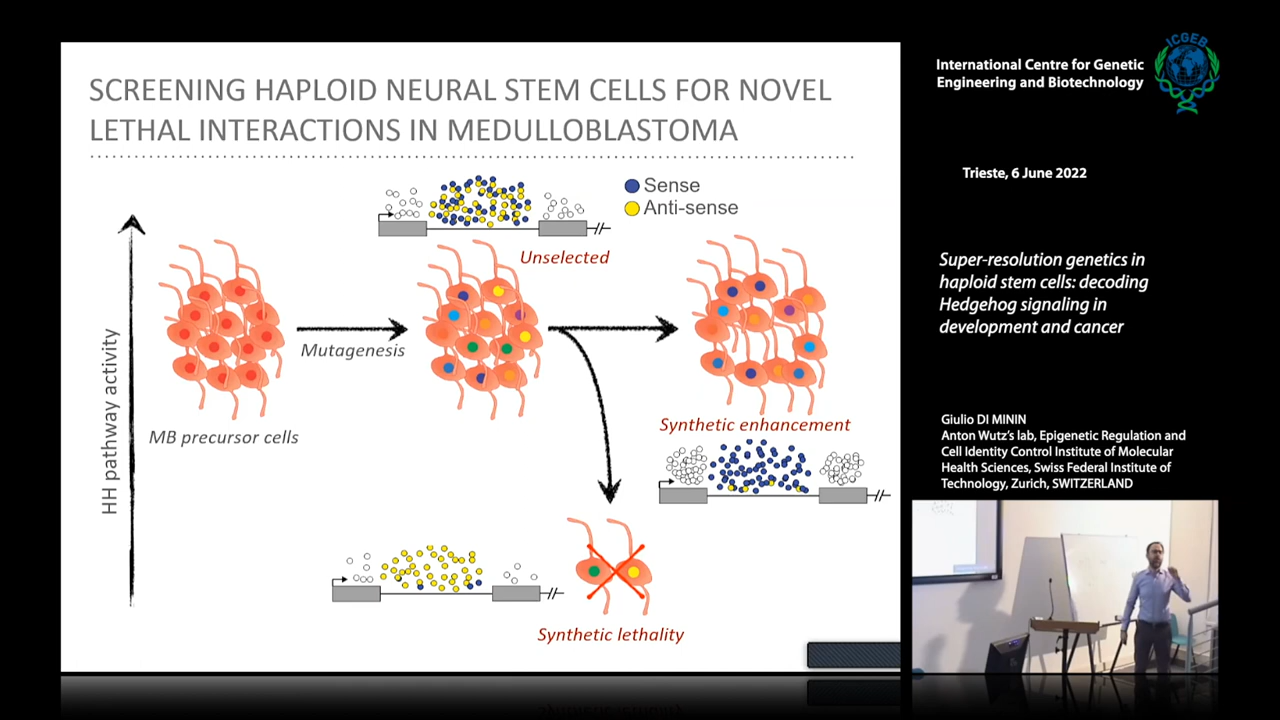 SCREENING HAPLOID NEURAL STEM CELLS FOR NOVEL
LETHAL INTERACTIONS IN MEDULLOBLASTOMA
Sense
Anti-sense
Unselected
HH pathway activity
Mutagenesis
MB precursor cells
Synthetic enhancement
Synthetic lethality
International Centre for Genetic
Engineering and Biotechnology
ICGEB
Trieste, 6 June 2022
Super-resolution genetics in
haploid stem cells: decoding
Hedgehog signaling in
development and cancer
Giulio DI MININ
Anton Wutz's lab, Epigenetic Regulation and
Cell Identity Control Institute of Molecular
Health Sciences, Swiss Federal Institute of
Technology, Zurich, SWITZERLAND